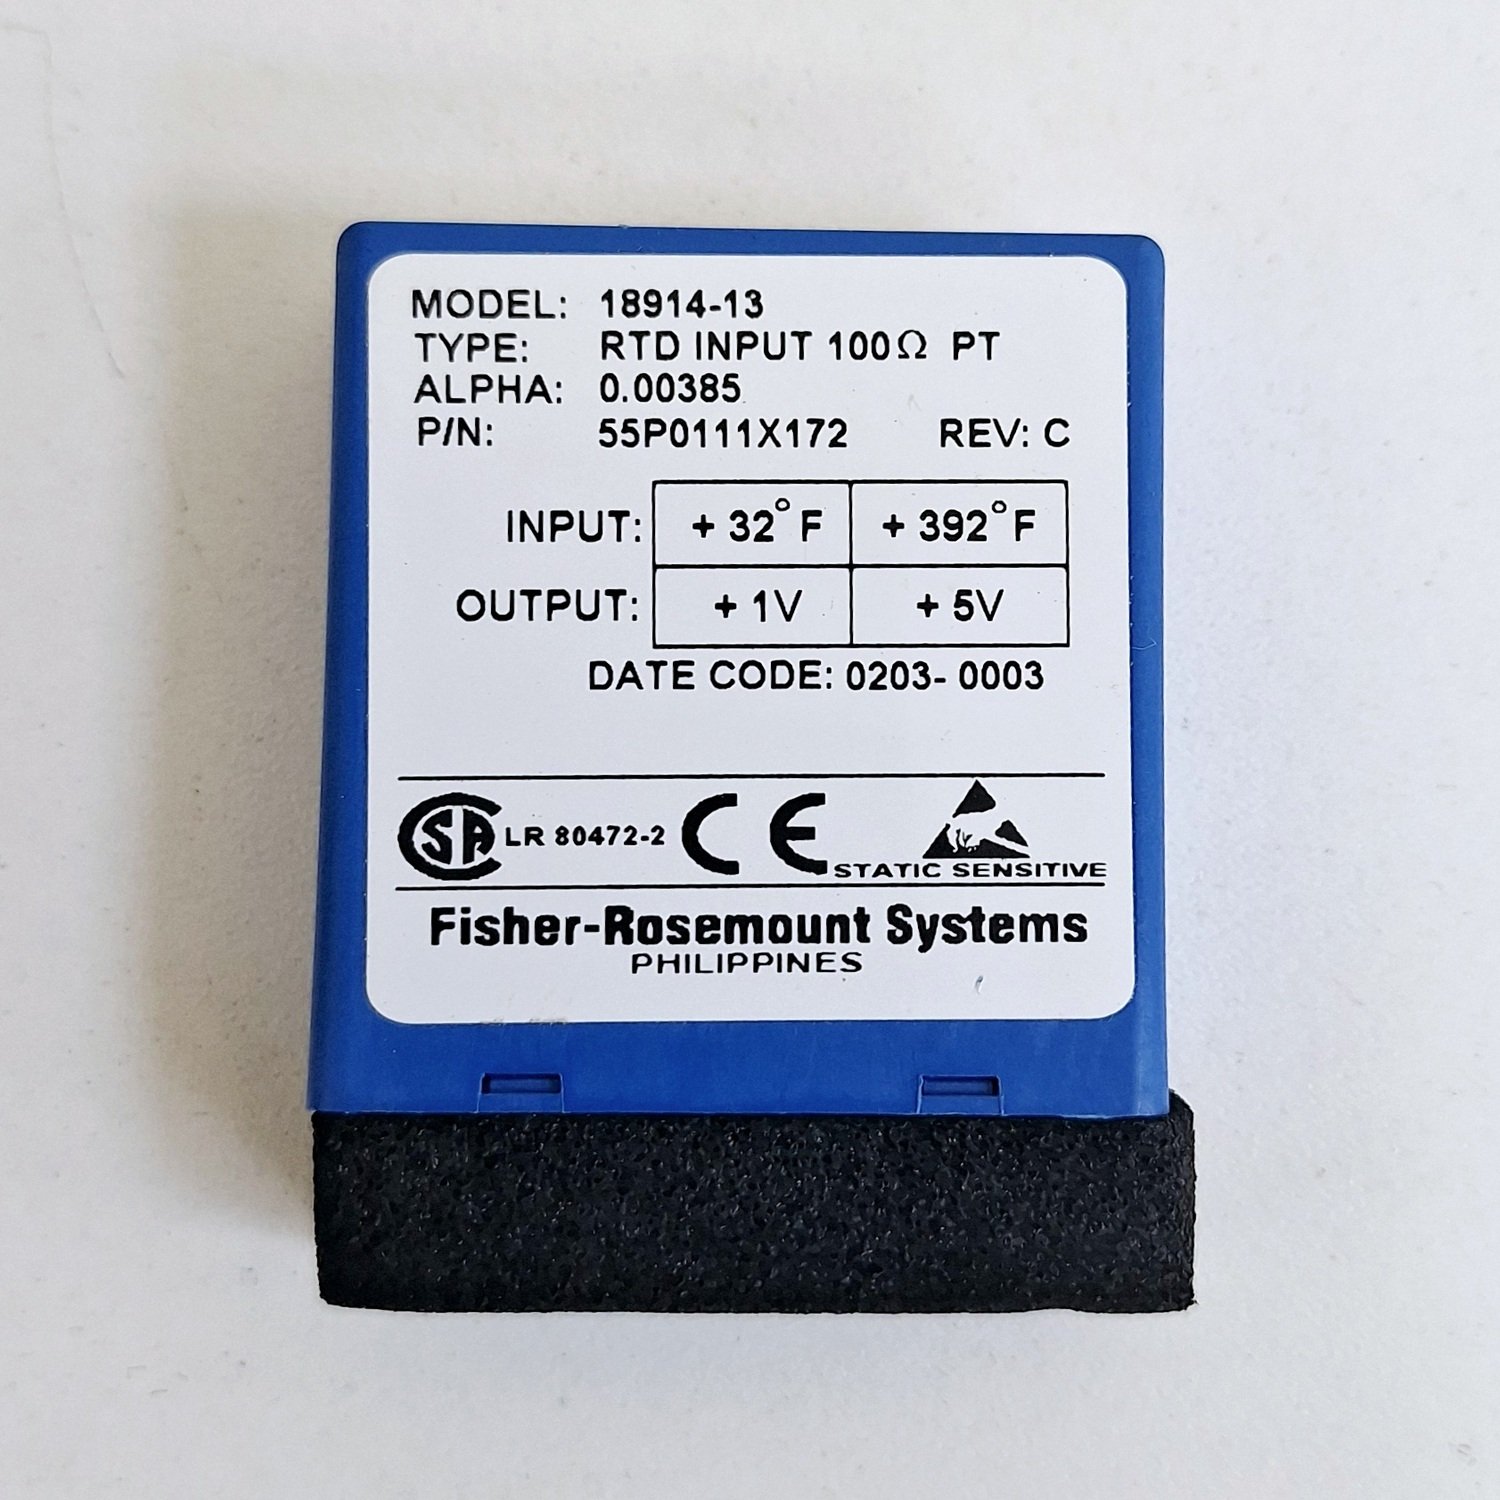 MODEL: 18914-13
TYPE: RTD INPUT 100Ω PT
ALPHA: 0.00385
P/N: 55P0111X172 REV: C
INPUT: + 32°F + 392°F
OUTPUT: + 1V + 5V
DATE CODE: 0203- 0003
CSA LR 80472-2 CE STATIC SENSITIVE
Fisher-Rosemount Systems
PHILIPPINES